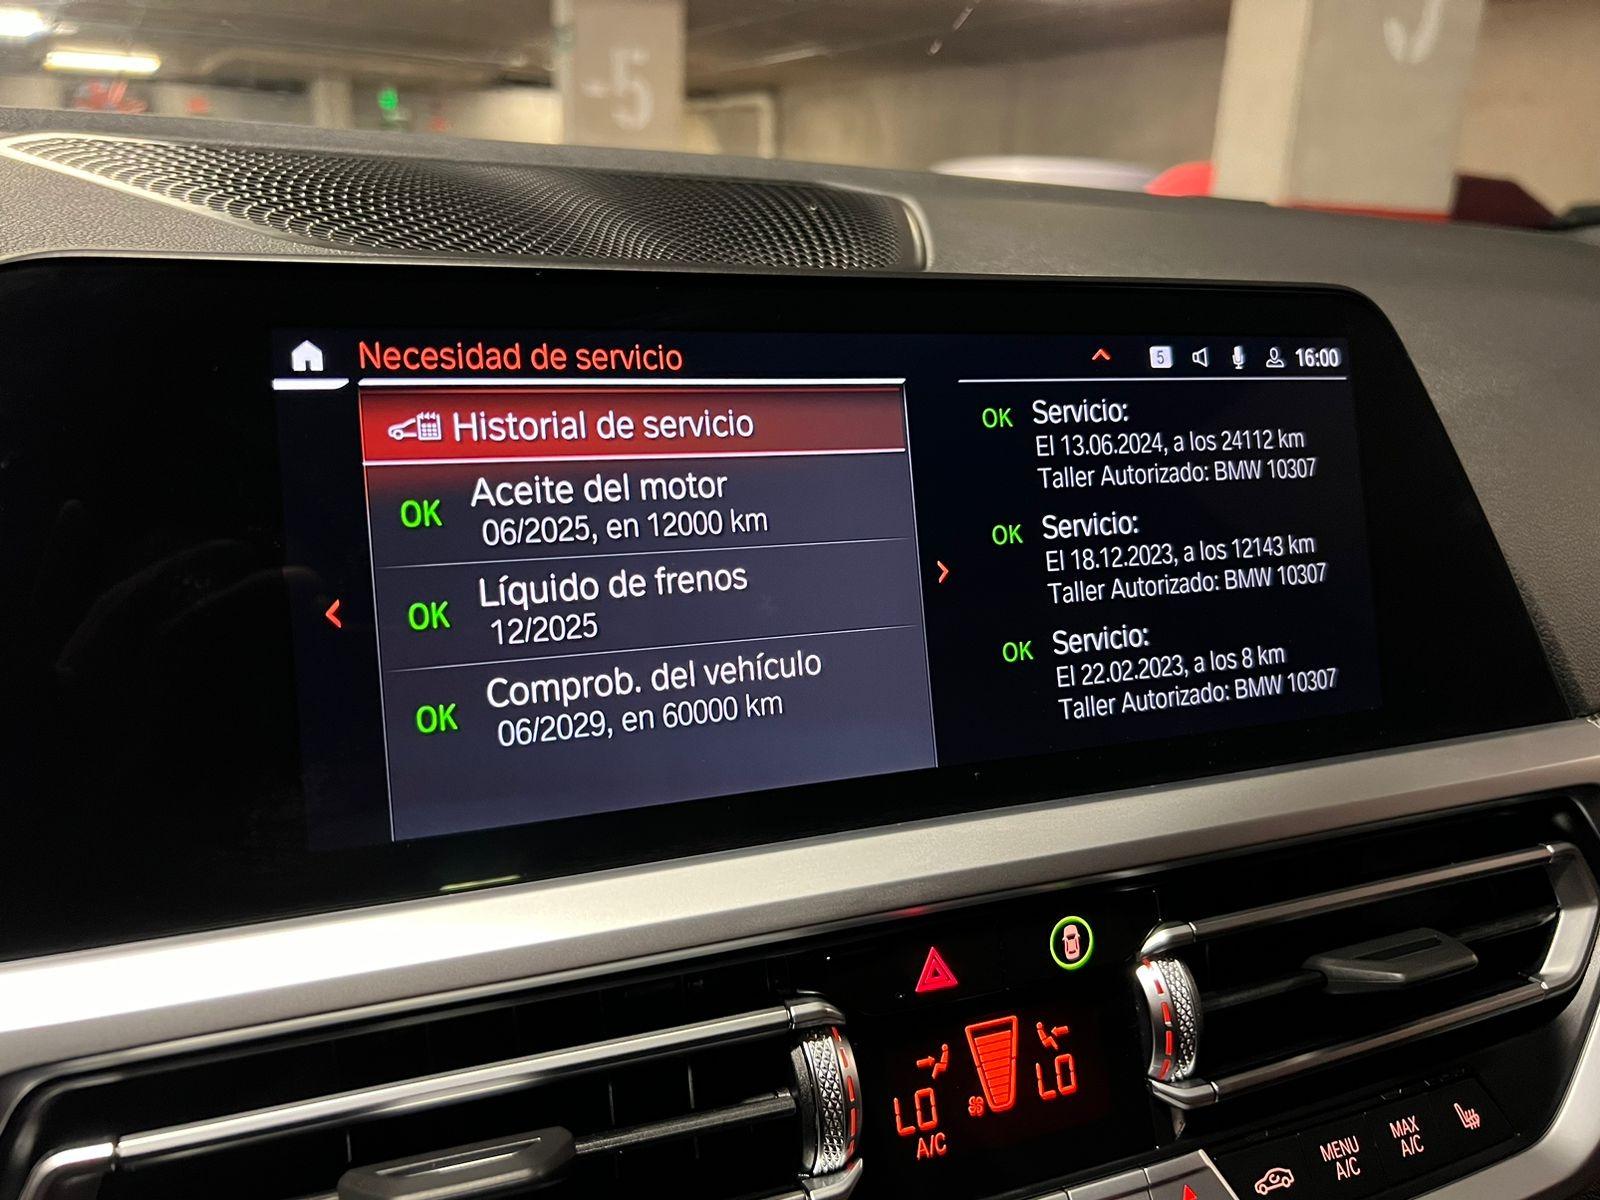 -5
Necesidad de servicio
5
16:00
Historial de servicio
OK Aceite del motor
06/2025, en 12000 km
OK Líquido de frenos
12/2025
OK Comprob. del vehículo
06/2029, en 60000 km
OK Servicio:
El 13.06.2024, a los 24112 km
Taller Autorizado: BMW 10307
OK Servicio:
El 18.12.2023, a los 12143 km
Taller Autorizado: BMW 10307
OK Servicio:
El 22.02.2023, a los 8 km
Taller Autorizado: BMW 10307
LO
LO
A/C
MENU
A/C
MAX
A/C